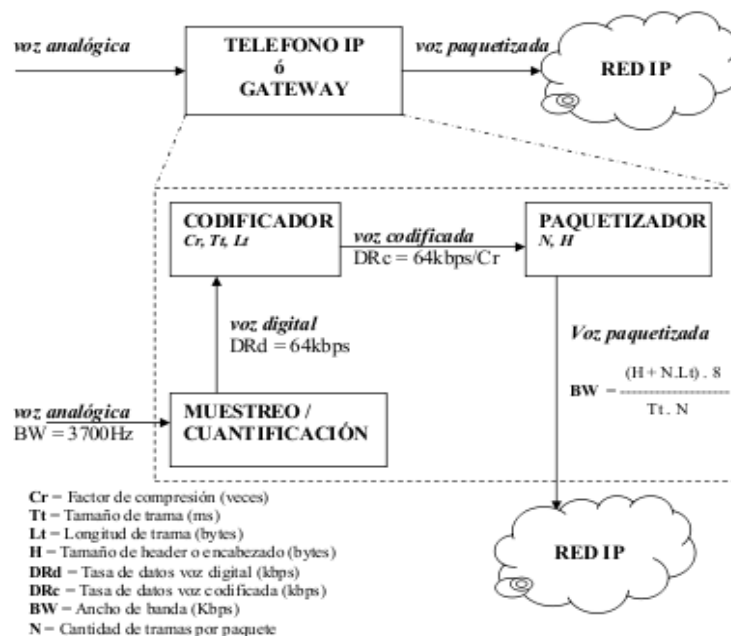 voz analógica
TELEFONO IP
ó
GATEWAY
voz paquetizada
RED IP
CODIFICADOR
Cr, Tt, Lt
voz codificada
DRc = 64kbps/Cr
PAQUETIZADOR
N, H
voz digital
DRd = 64kbps
Voz paquetizada
BW = (H + N.Lt) . 8
Tt . N
voz analógica
BW = 3700Hz
MUESTREO /
CUANTIFICACIÓN
RED IP
Cr = Factor de compresión (veces)
Tt = Tamaño de trama (ms)
Lt = Longitud de trama (bytes)
H = Tamaño de header o encabezado (bytes)
DRd = Tasa de datos voz digital (kbps)
DRc = Tasa de datos voz codificada (kbps)
BW = Ancho de banda (Kbps)
N = Cantidad de tramas por paquete